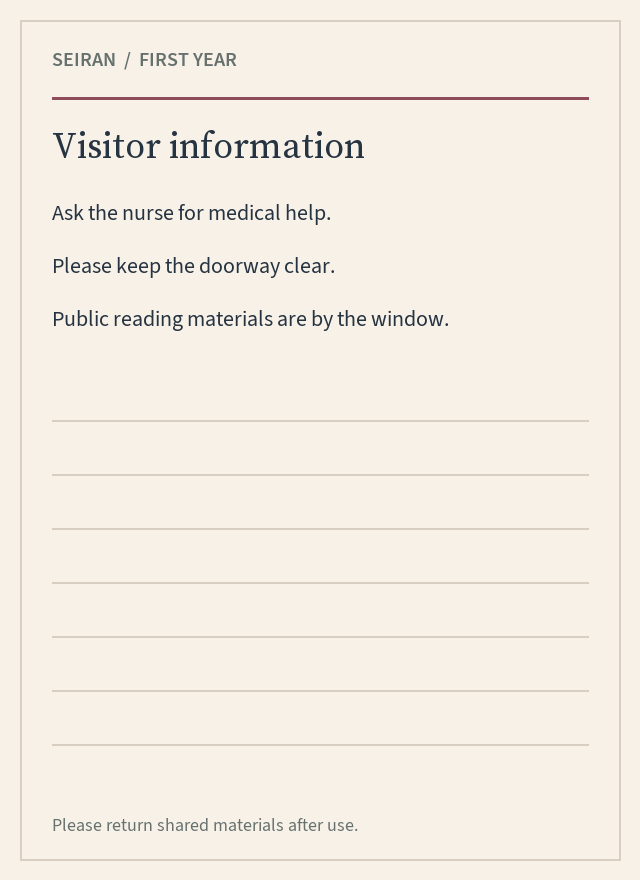 SEIRAN / FIRST YEAR
Visitor information
Ask the nurse for medical help.
Please keep the doorway clear.
Public reading materials are by the window.
Please return shared materials after use.